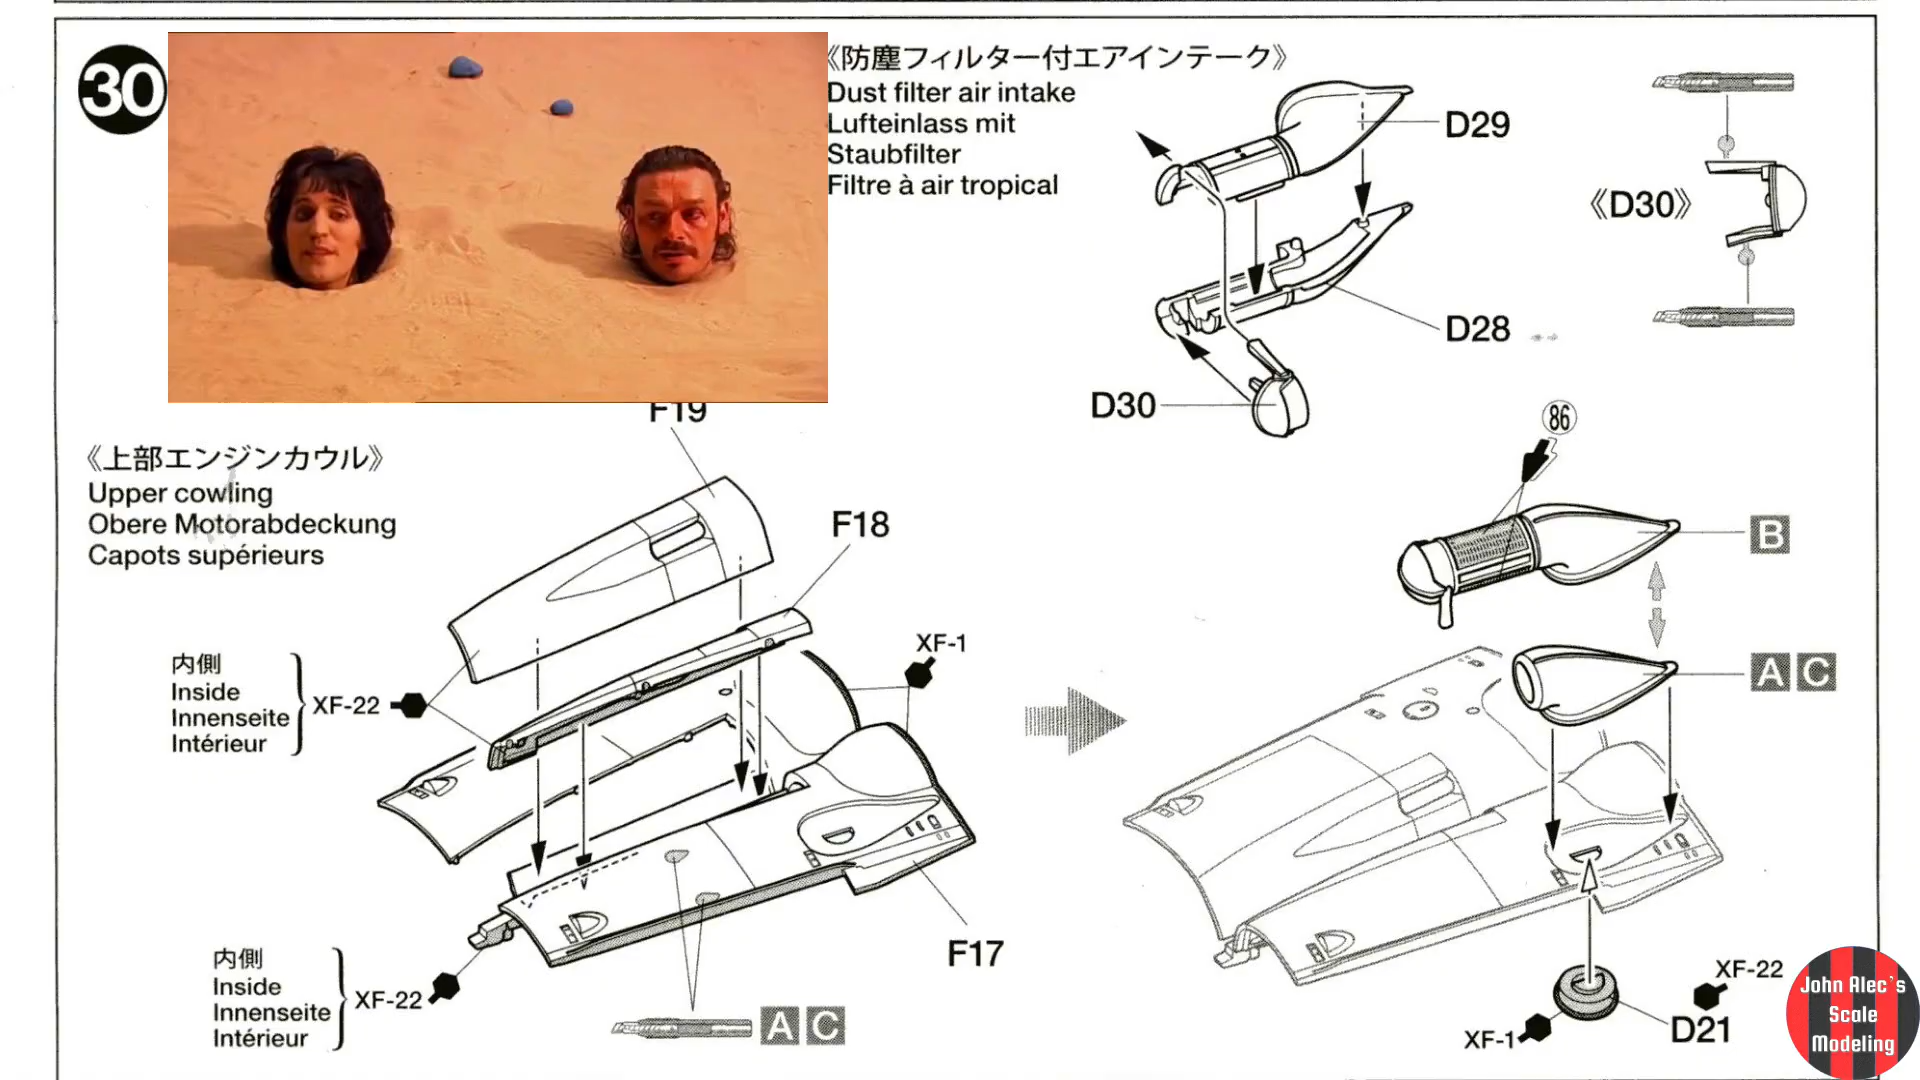 30
《防塵フィルター付エアインテーク》
Dust filter air intake
Lufteinlass mit
Staubfilter
Filtre à air tropical
D29
《D30》
D28
D30
F19
《上部エンジンカウル》
Upper cowling
Obere Motorabdeckung
Capots supérieurs
F18
86
B
内側
Inside
Innenseite
Intérieur
XF-22
XF-1
A C
F17
内側
Inside
Innenseite
Intérieur
XF-22
A C
XF-22
XF-1
D21
John Alec's
Scale
Modeling